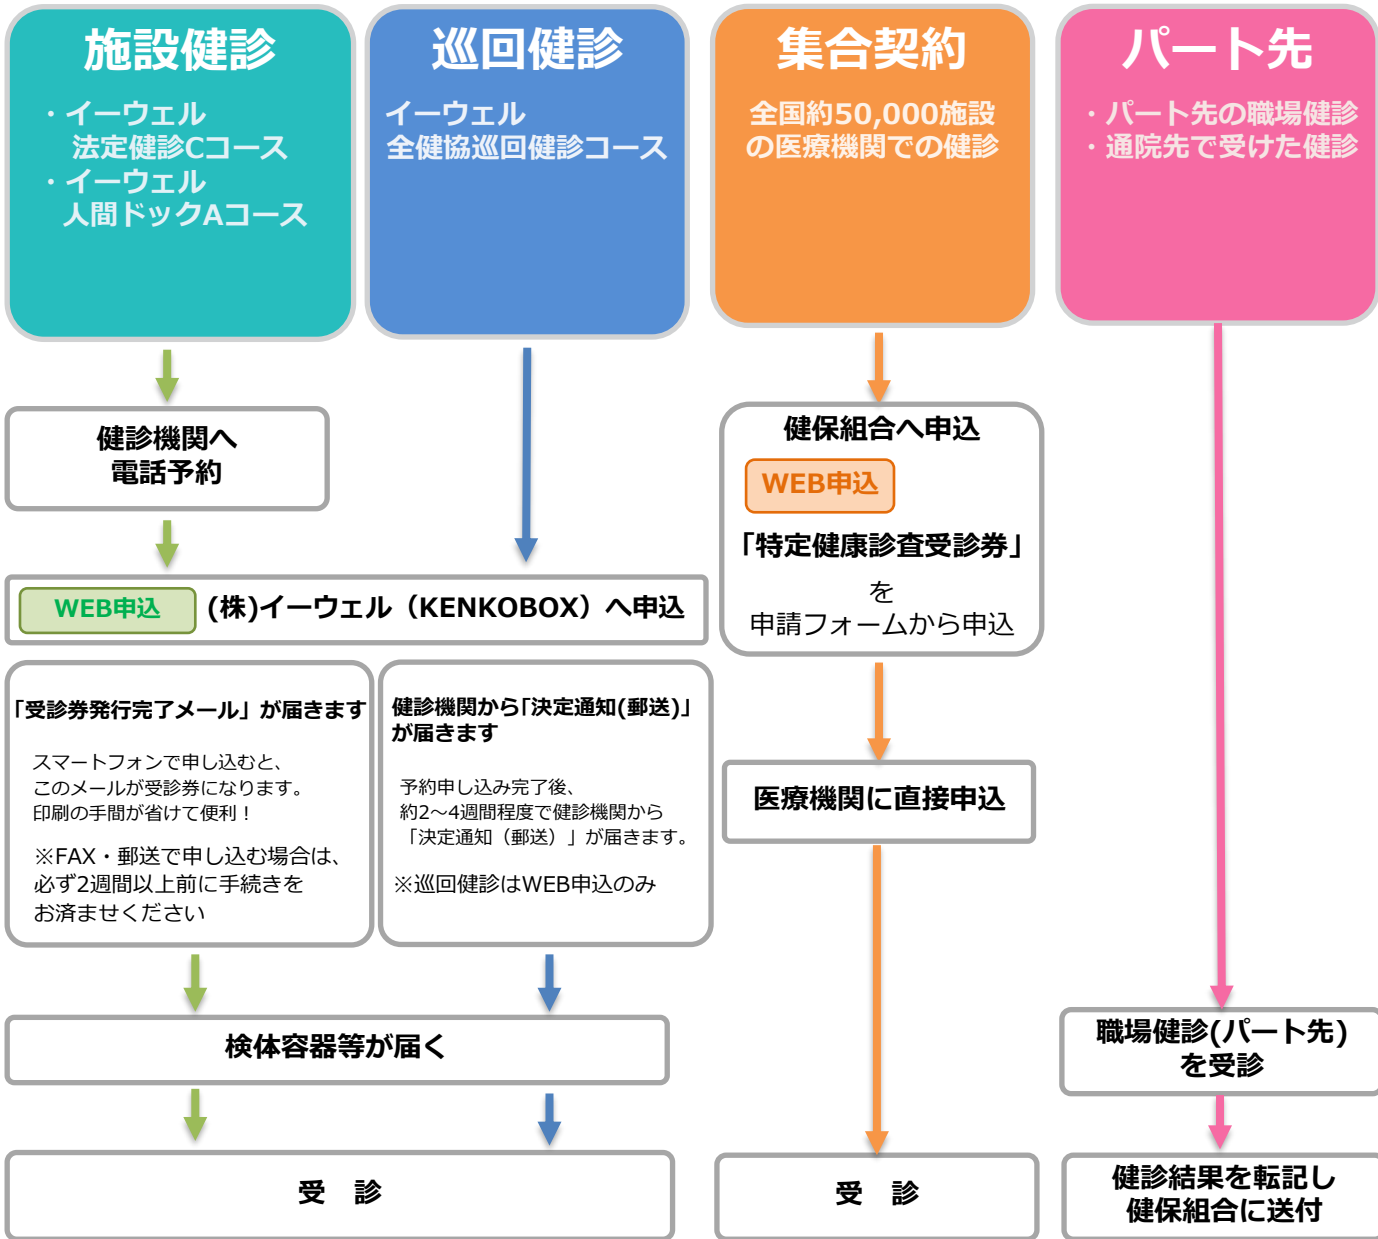 施設健診
・イーウェル
法定健診Cコース
・イーウェル
人間ドックAコース
巡回健診
イーウェル
全健協巡回健診コース
集合契約
全国約50,000施設
の医療機関での健診
パート先
・パート先の職場健診
・通院先で受けた健診
健診機関へ
電話予約
WEB申込
(株)イーウェル（KENKOBOX）へ申込
「受診券発行完了メール」が届きます
スマートフォンで申し込むと、
このメールが受診券になります。
印刷の手間が省けて便利！
※FAX・郵送で申し込む場合は、
必ず2週間以上前に手続きを
お済ませください
健診機関から「決定通知(郵送)」
が届きます
予約申し込み完了後、
約2～4週間程度で健診機関から
「決定通知（郵送）」が届きます。
※巡回健診はWEB申込のみ
検体容器等が届く
受　診
健保組合へ申込
WEB申込
「特定健康診査受診券」
を
申請フォームから申込
医療機関に直接申込
受　診
職場健診(パート先)
を受診
健診結果を転記し
健保組合に送付